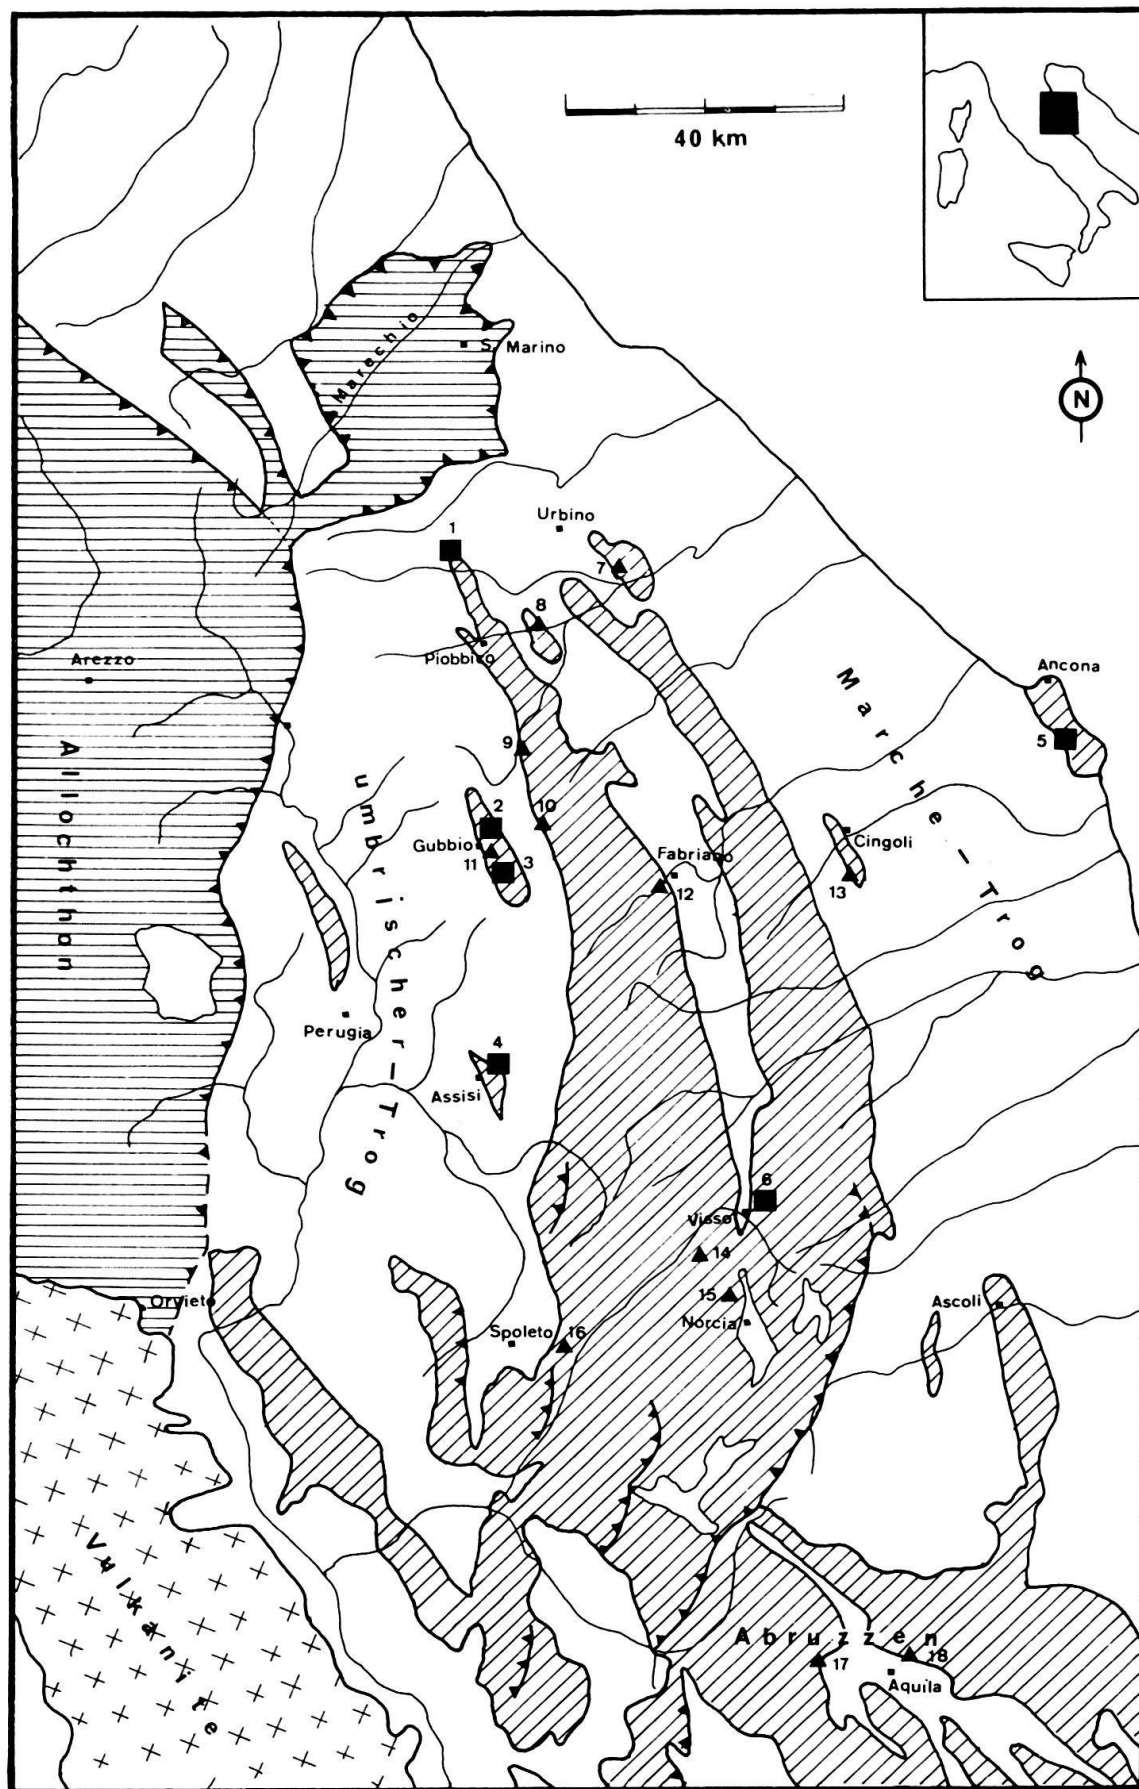 40 km
N
Marechio
S. Marino
Urbino
1
7
8
Piobbico
Arezzo
Ancona
5
Marche-Trog
Allochthon
umbrischer-Trog
9
2
10
Gubbio
11
3
Fabriano
12
Cingoli
13
Perugia
4
Assisi
6
Visso
14
15
Norcia
Orvieto
Spoleto
16
Ascoli
Vulkanite
Abruzzen
17
18
Aquila